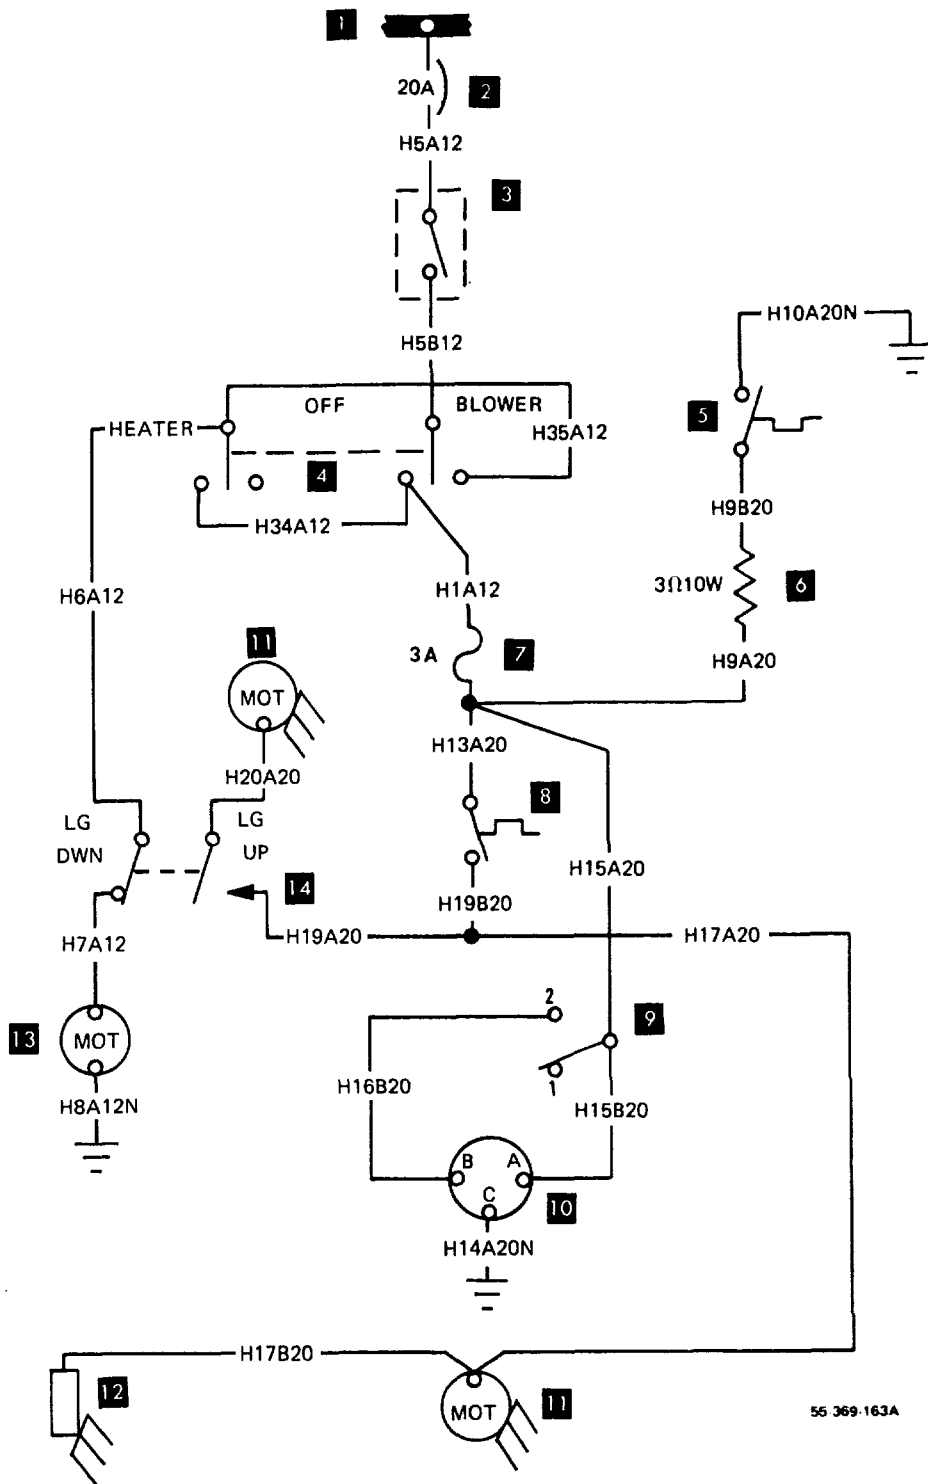 1
20A
2
H5A12
3
H5B12
H10A20N
OFF
BLOWER
HEATER
H35A12
5
4
H34A12
H9B20
H6A12
H1A12
3Ω10W
6
11
3A
7
H9A20
MOT
H13A20
H20A20
8
LG
DWN
LG
UP
H15A20
14
H19B20
H7A12
H19A20
H17A20
2
9
13
MOT
H16B20
1
H15B20
H8A12N
B
A
C
10
H14A20N
H17B20
12
11
MOT
55-369-163A